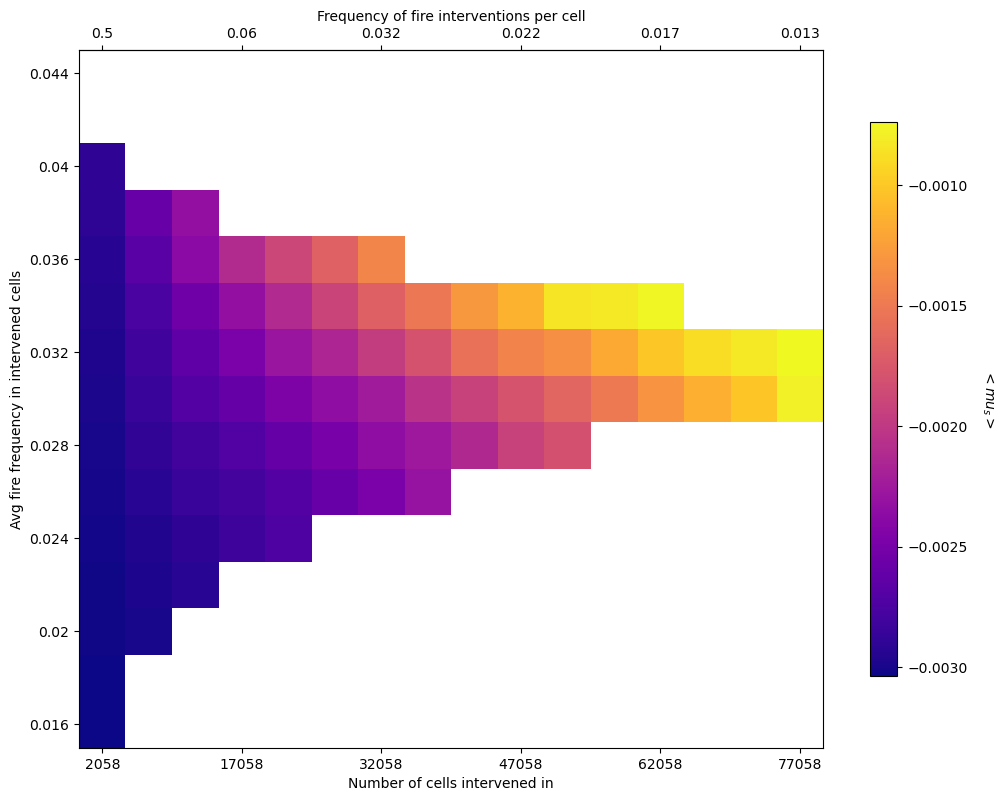 Frequency of fire interventions per cell
0.5 0.06 0.032 0.022 0.017 0.013
Avg fire frequency in intervened cells
0.044
0.04
0.036
0.032
0.028
0.024
0.02
0.016
2058 17058 32058 47058 62058 77058
Number of cells intervened in
−0.0010
−0.0015
−0.0020
−0.0025
−0.0030
< mu_s >